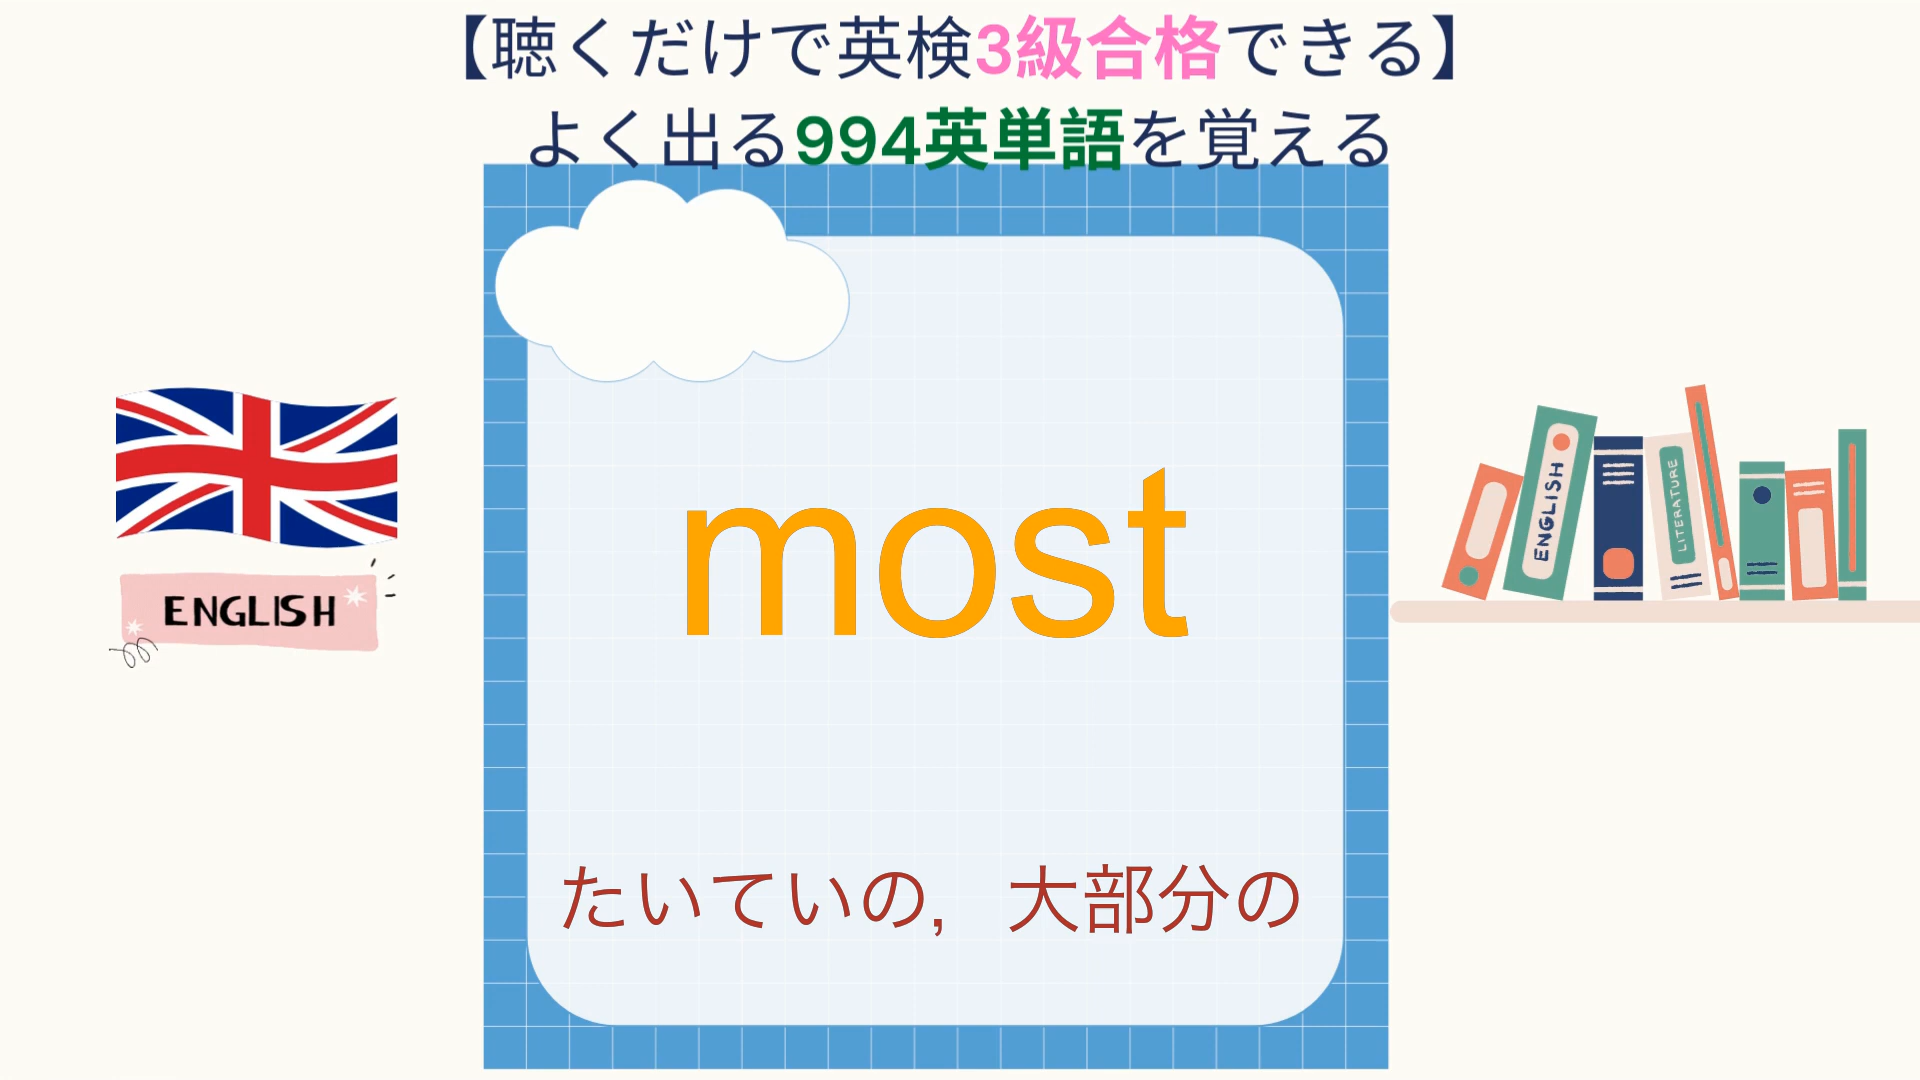 【聴くだけで英検3級合格できる】
よく出る994英単語を覚える
most
たいていの，大部分の
ENGLISH
ENGLISH
LITERATURE